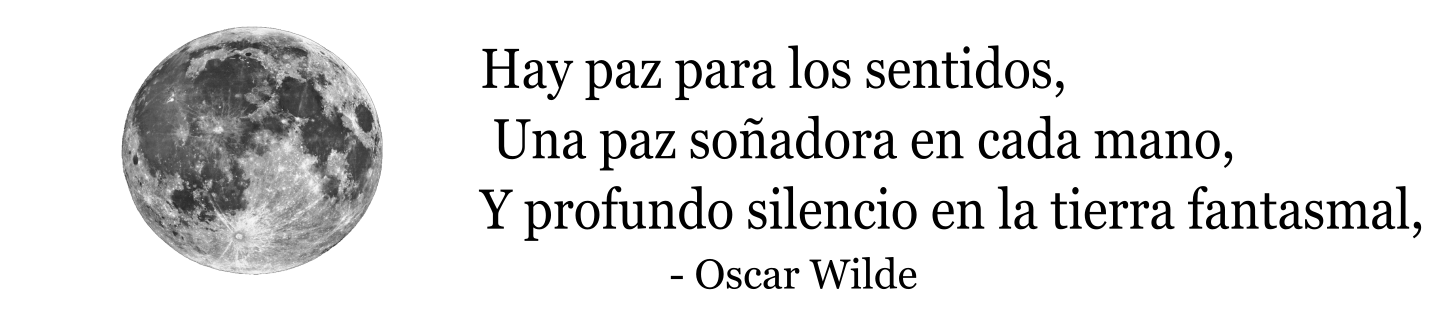 Hay paz para los sentidos,
Una paz soñadora en cada mano,
Y profundo silencio en la tierra fantasmal,
- Oscar Wilde